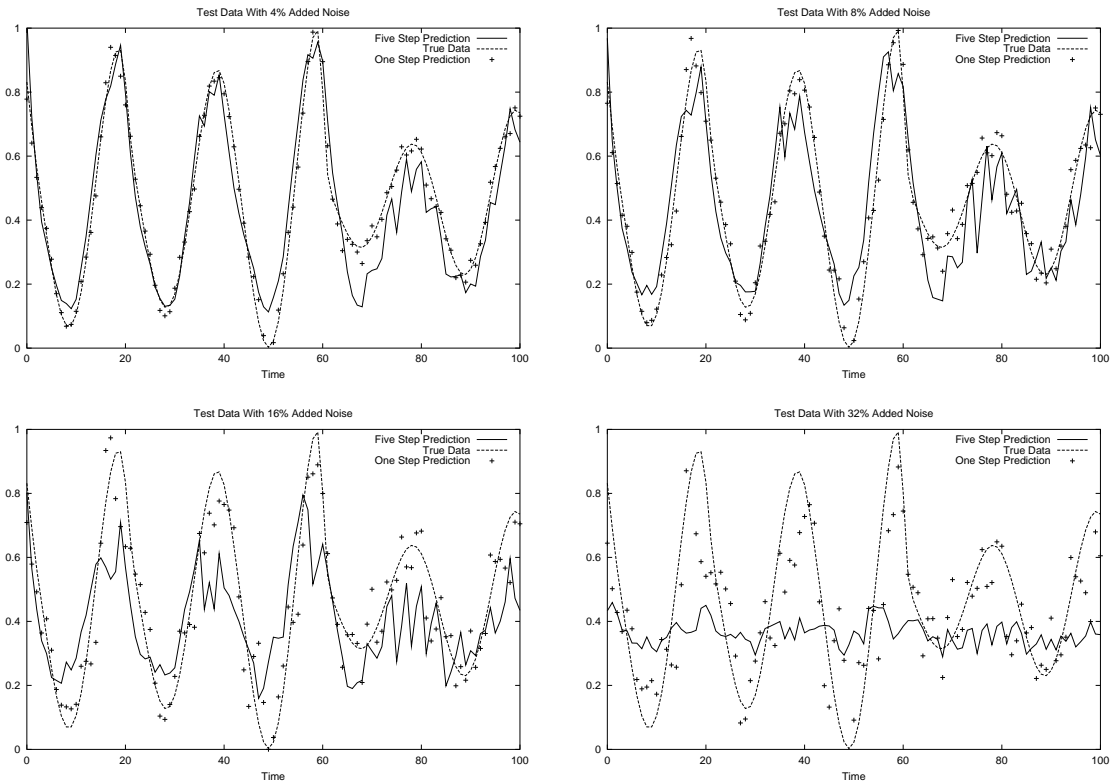 Test Data With 4% Added Noise
Five Step Prediction
True Data
One Step Prediction
1
0.8
0.6
0.4
0.2
0
0 20 40 60 80 100
Time
Test Data With 8% Added Noise
Five Step Prediction
True Data
One Step Prediction
1
0.8
0.6
0.4
0.2
0
0 20 40 60 80 100
Time
Test Data With 16% Added Noise
Five Step Prediction
True Data
One Step Prediction
1
0.8
0.6
0.4
0.2
0
0 20 40 60 80 100
Time
Test Data With 32% Added Noise
Five Step Prediction
True Data
One Step Prediction
1
0.8
0.6
0.4
0.2
0
0 20 40 60 80 100
Time